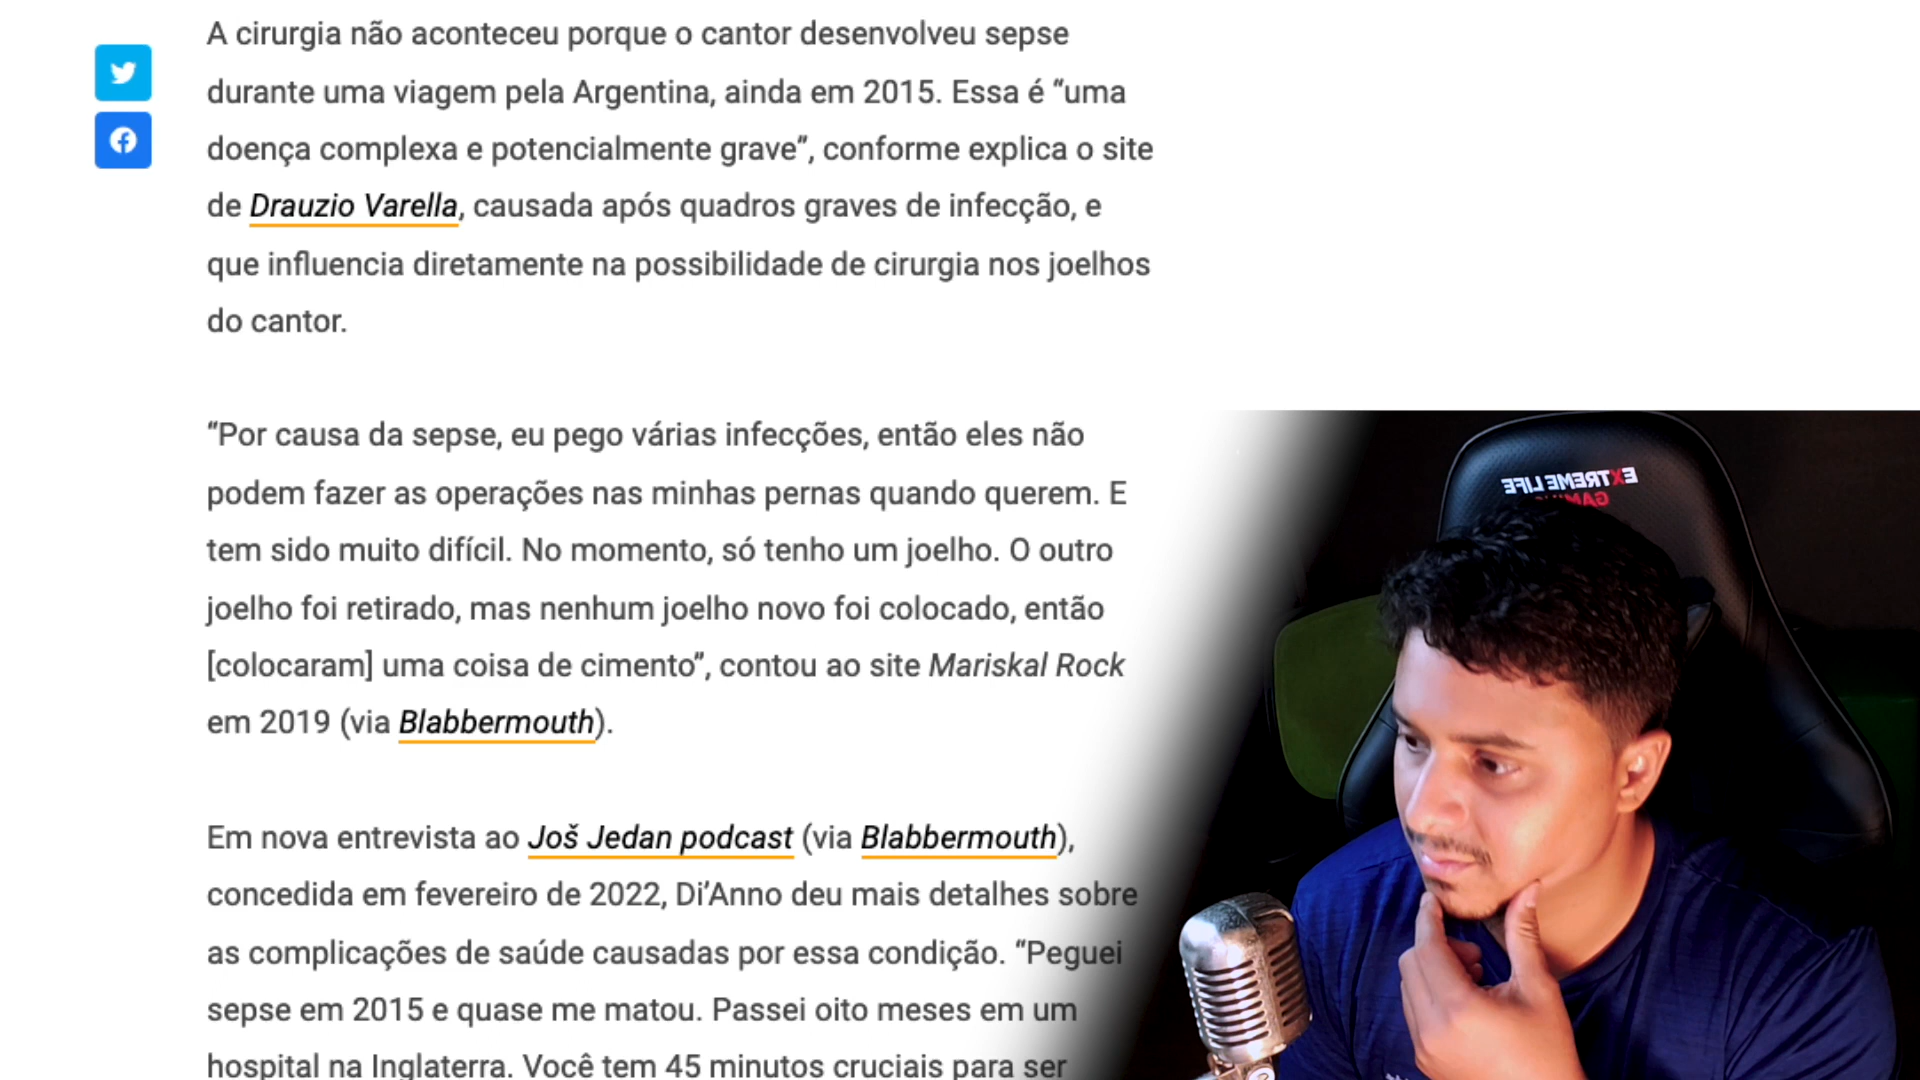 A cirurgia não aconteceu porque o cantor desenvolveu sepse
durante uma viagem pela Argentina, ainda em 2015. Essa é “uma
doença complexa e potencialmente grave”, conforme explica o site
de Drauzio Varella, causada após quadros graves de infecção, e
que influencia diretamente na possibilidade de cirurgia nos joelhos
do cantor.
“Por causa da sepse, eu pego várias infecções, então eles não
podem fazer as operações nas minhas pernas quando querem. E
tem sido muito difícil. No momento, só tenho um joelho. O outro
joelho foi retirado, mas nenhum joelho novo foi colocado, então
[colocaram] uma coisa de cimento”, contou ao site Mariskal Rock
em 2019 (via Blabbermouth).
Em nova entrevista ao Još Jedan podcast (via Blabbermouth),
concedida em fevereiro de 2022, Di’Anno deu mais detalhes sobre
as complicações de saúde causadas por essa condição. “Peguei
sepse em 2015 e quase me matou. Passei oito meses em um
hospital na Inglaterra. Você tem 45 minutos cruciais para ser
EXTREME LIFE
GAMING